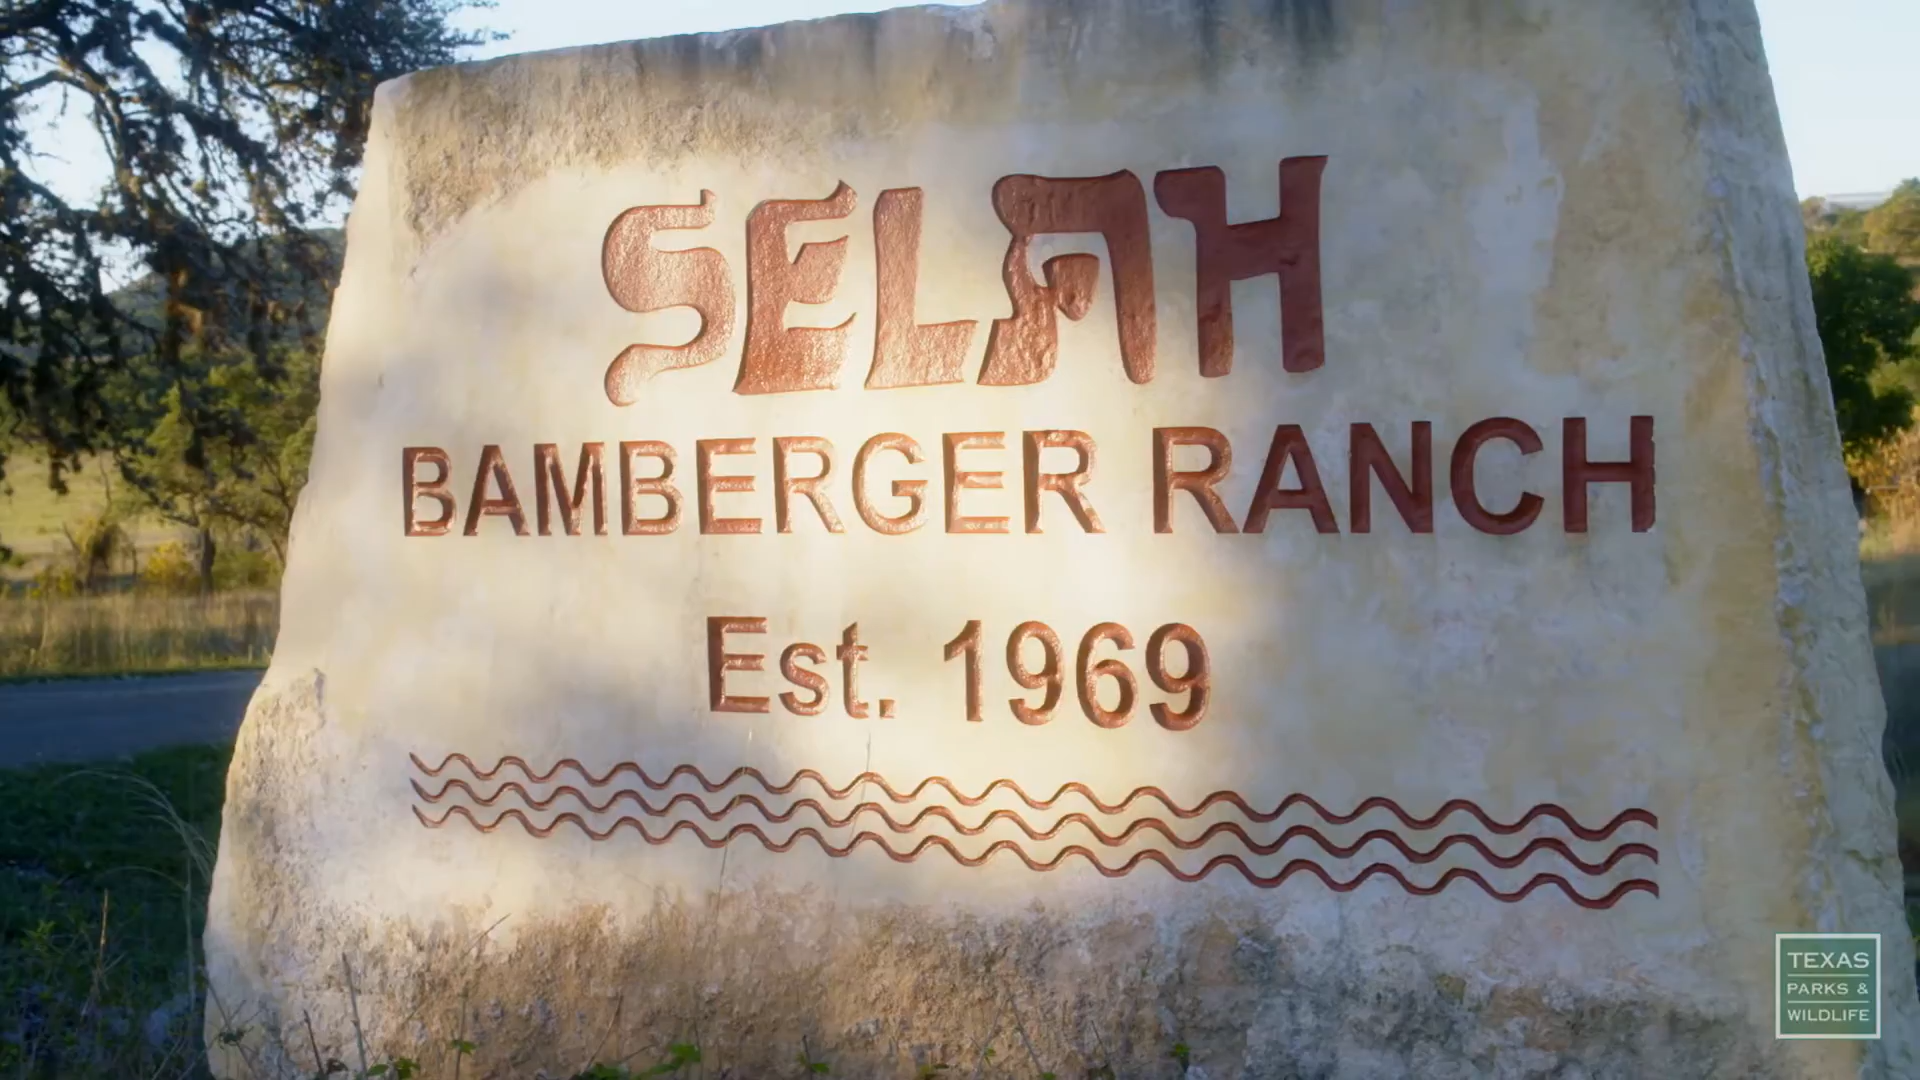 SELAH
BAMBERGER RANCH
Est. 1969
TEXAS
PARKS &
WILDLIFE